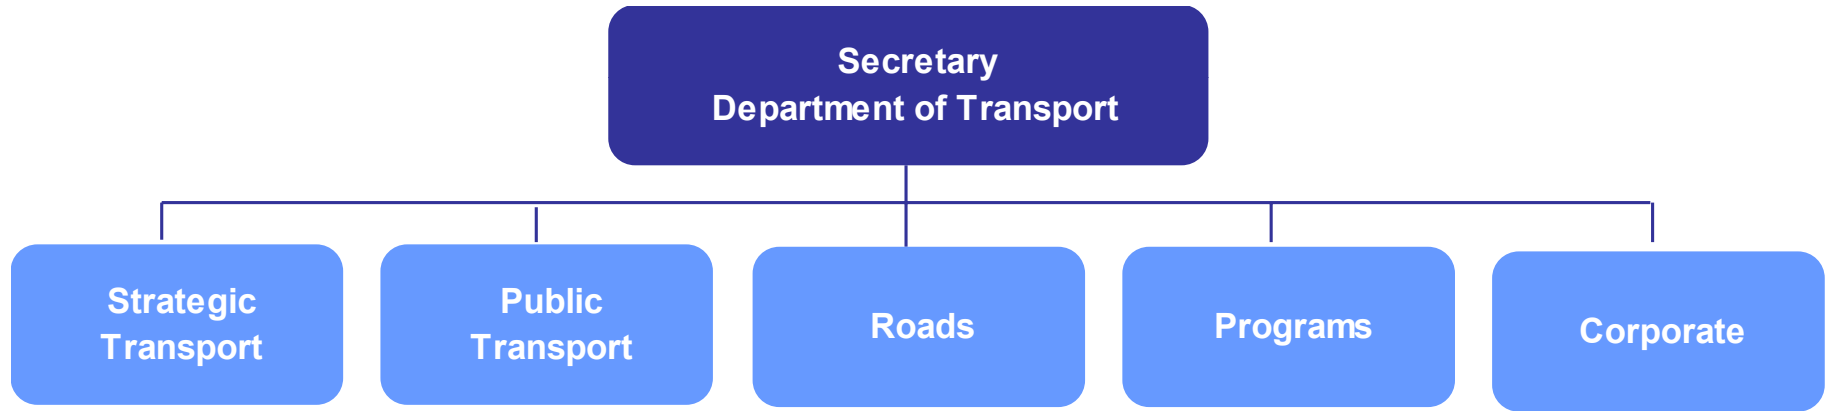 Secretary
Department of Transport
Strategic
Transport
Public
Transport
Roads
Programs
Corporate